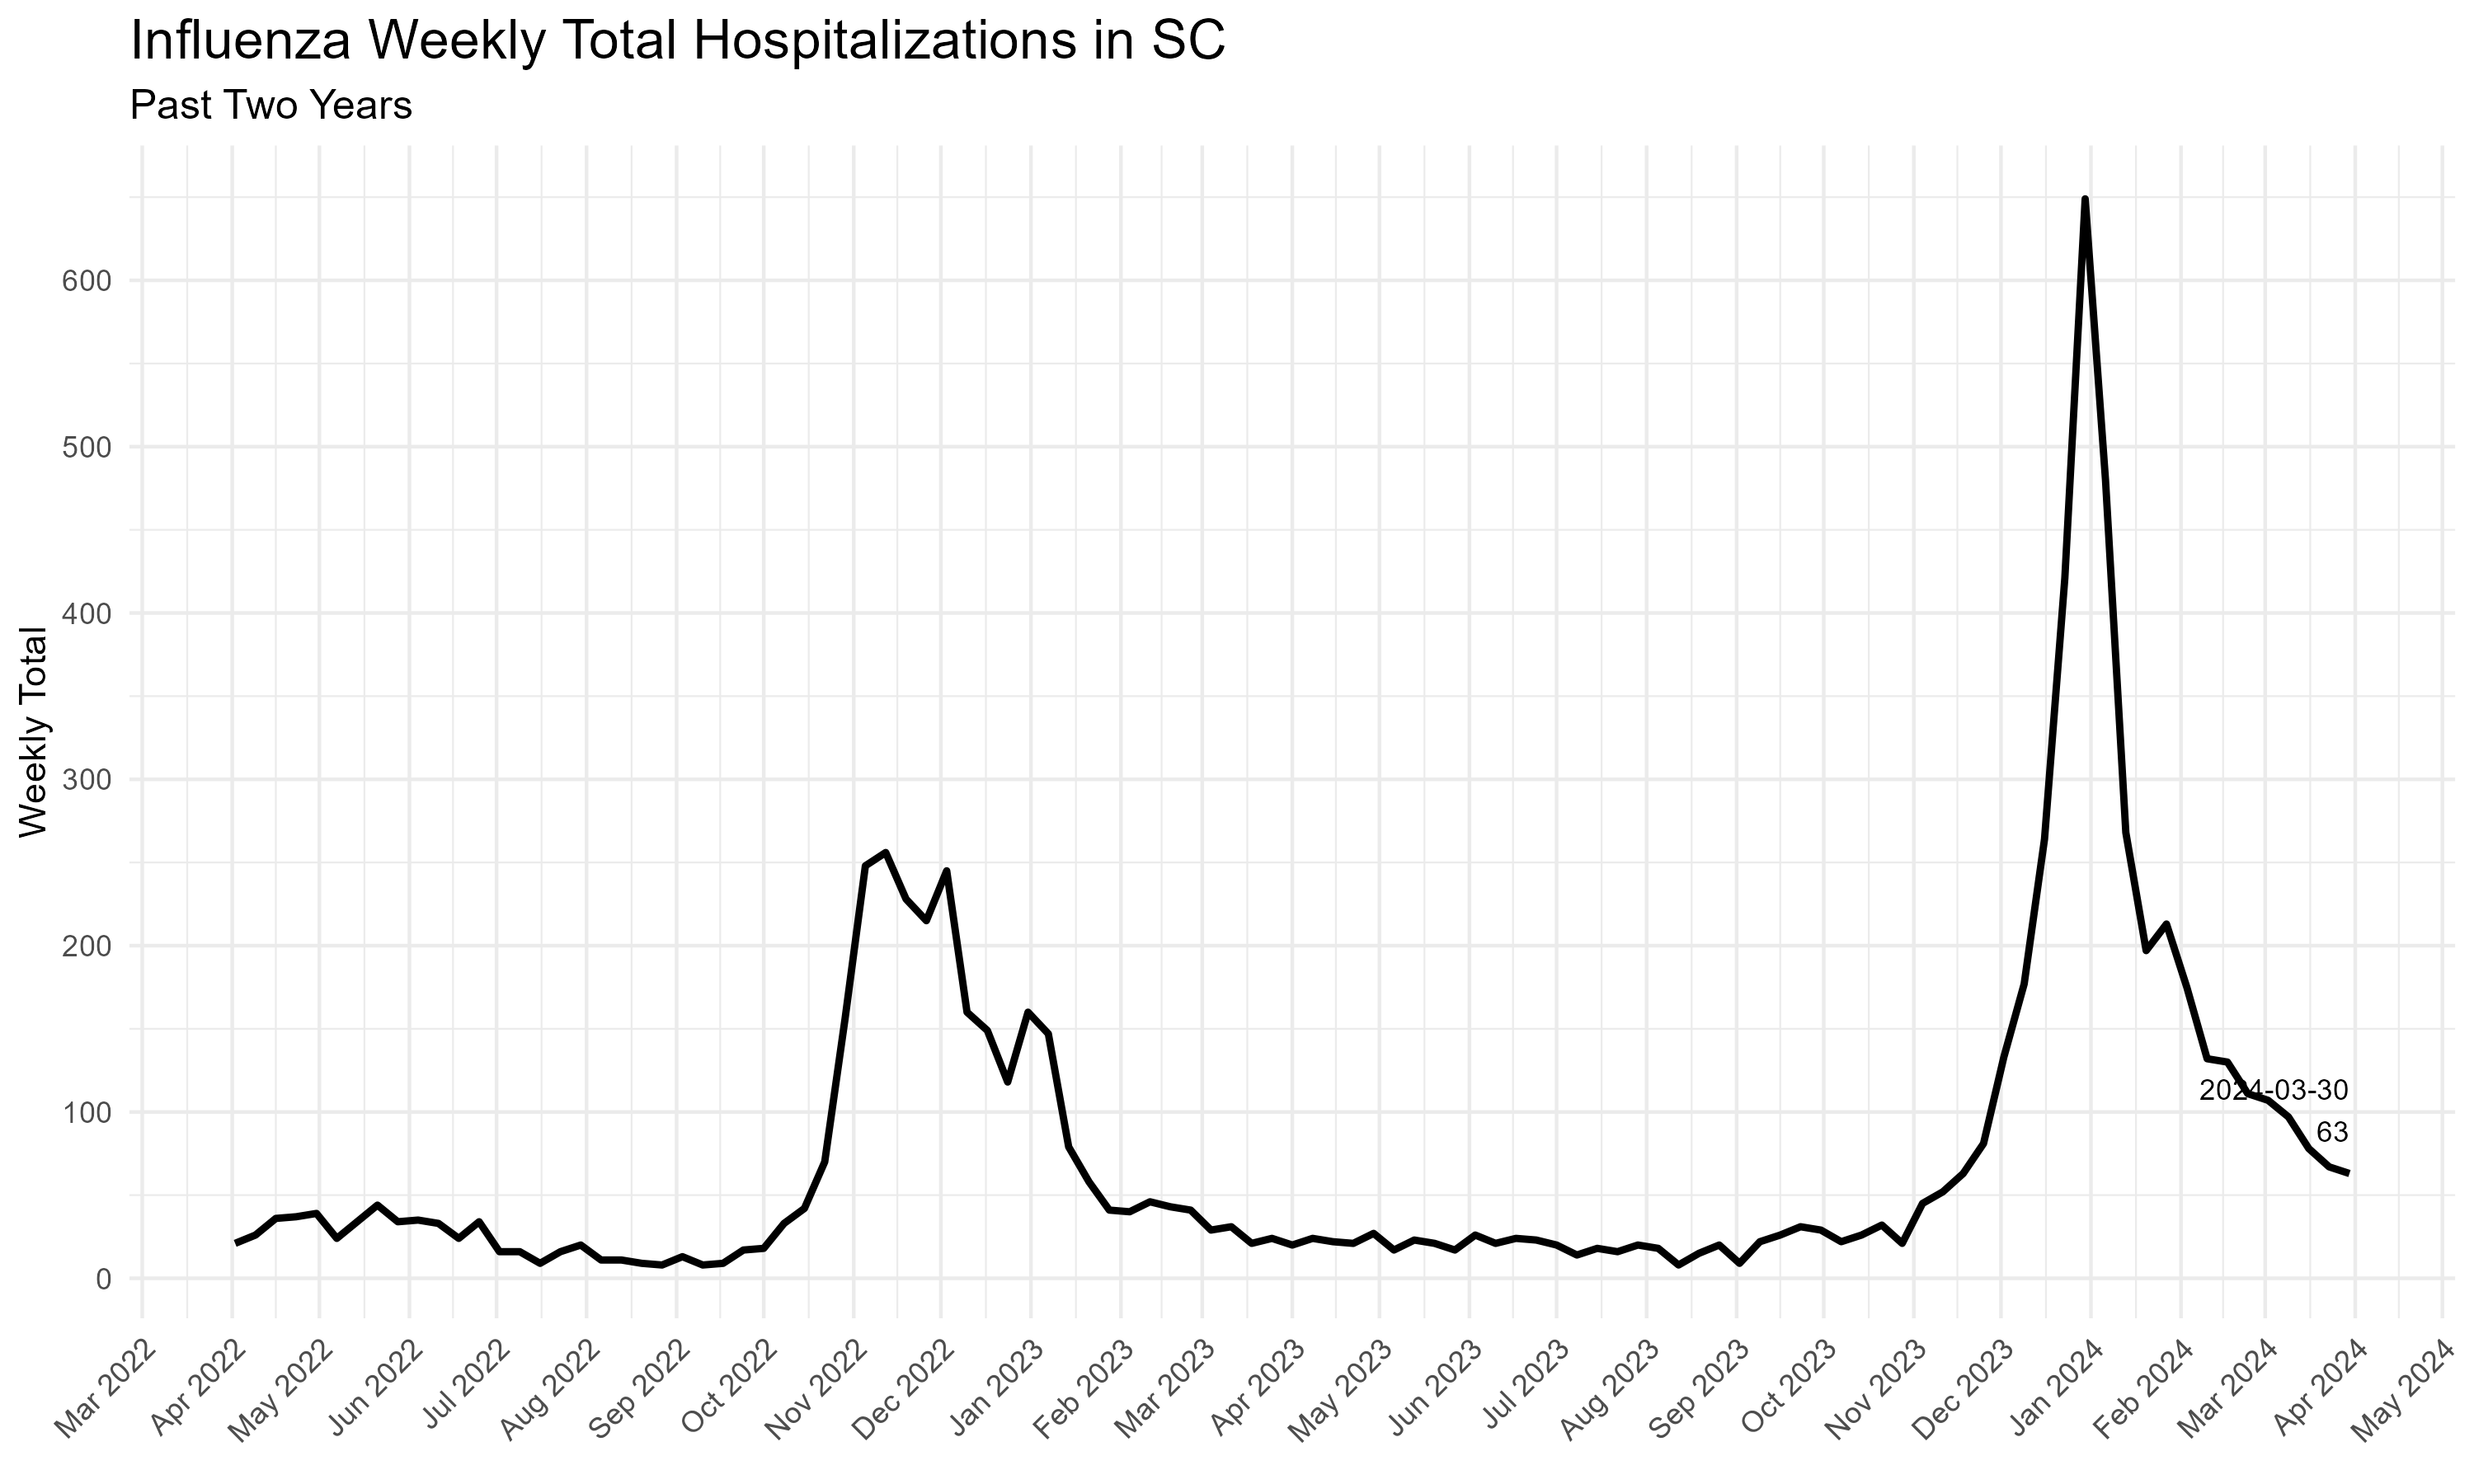 Influenza Weekly Total Hospitalizations in SC
Past Two Years
Weekly Total
600
500
400
300
200
100
0
2024-03-30
63
Mar 2022
Apr 2022
May 2022
Jun 2022
Jul 2022
Aug 2022
Sep 2022
Oct 2022
Nov 2022
Dec 2022
Jan 2023
Feb 2023
Mar 2023
Apr 2023
May 2023
Jun 2023
Jul 2023
Aug 2023
Sep 2023
Oct 2023
Nov 2023
Dec 2023
Jan 2024
Feb 2024
Mar 2024
Apr 2024
May 2024